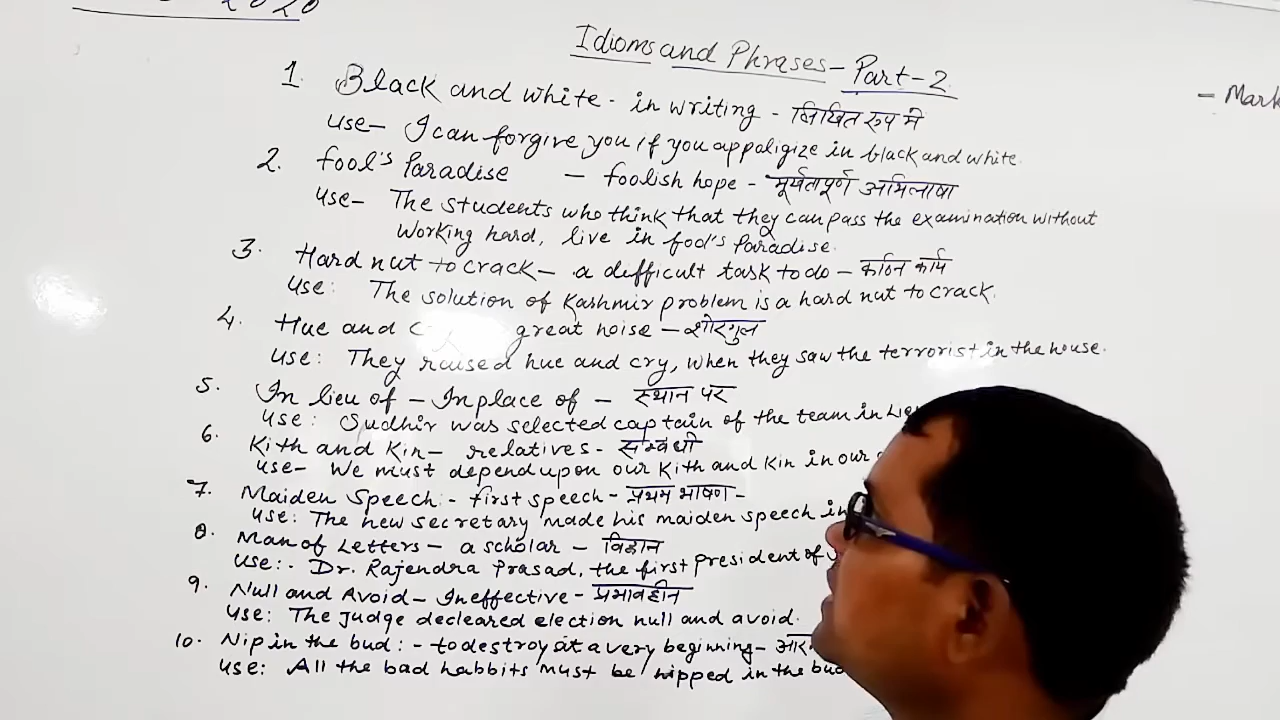 2020
Idioms and Phrases - Part-2
- Mark
1. Black and white - in writing - लिखित रूप में
use- I can forgive you if you appaligize in black and white.
2. fool's Paradise - foolish hope - मूर्खतापूर्ण अभिलाषा
use- The students who think that they can pass the examination without
working hard, live in fool's Paradise.
3. Hard nut to crack - a difficult task to do - कठिन कार्य
use: The solution of Kashmir problem is a hard nut to crack.
4. Hue and great noise - शोरगुल
use: They raised hue and cry, when they saw the terrorist in the house.
5. In lieu of - In place of - स्थान पर
use: Sudhir was selected captain of the team in
6. Kith and Kin - relatives - सम्बंधी
use- We must depend upon our Kith and Kin in our
7. Maiden Speech:- first speech - प्रथम भाषण -
use: The new secretary made his maiden speech in
8. Man of Letters - a scholar - विद्वान
use:- Dr. Rajendra Prasad, the first president of
9. Null and Avoid - Ineffective - प्रभावहीन
use: The Judge decleared election null and avoid.
10. Nip in the bud:- to destroy at a very beginning -
use: All the bad habbits must be nipped in the bud